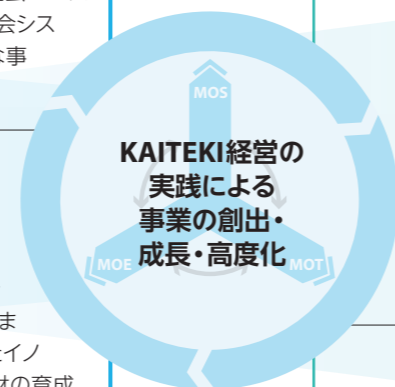 会シス
事
MOS
KAITEKI経営の
実践による
事業の創出・
成長・高度化
MOE
MOT
ま
イノ
材の育成